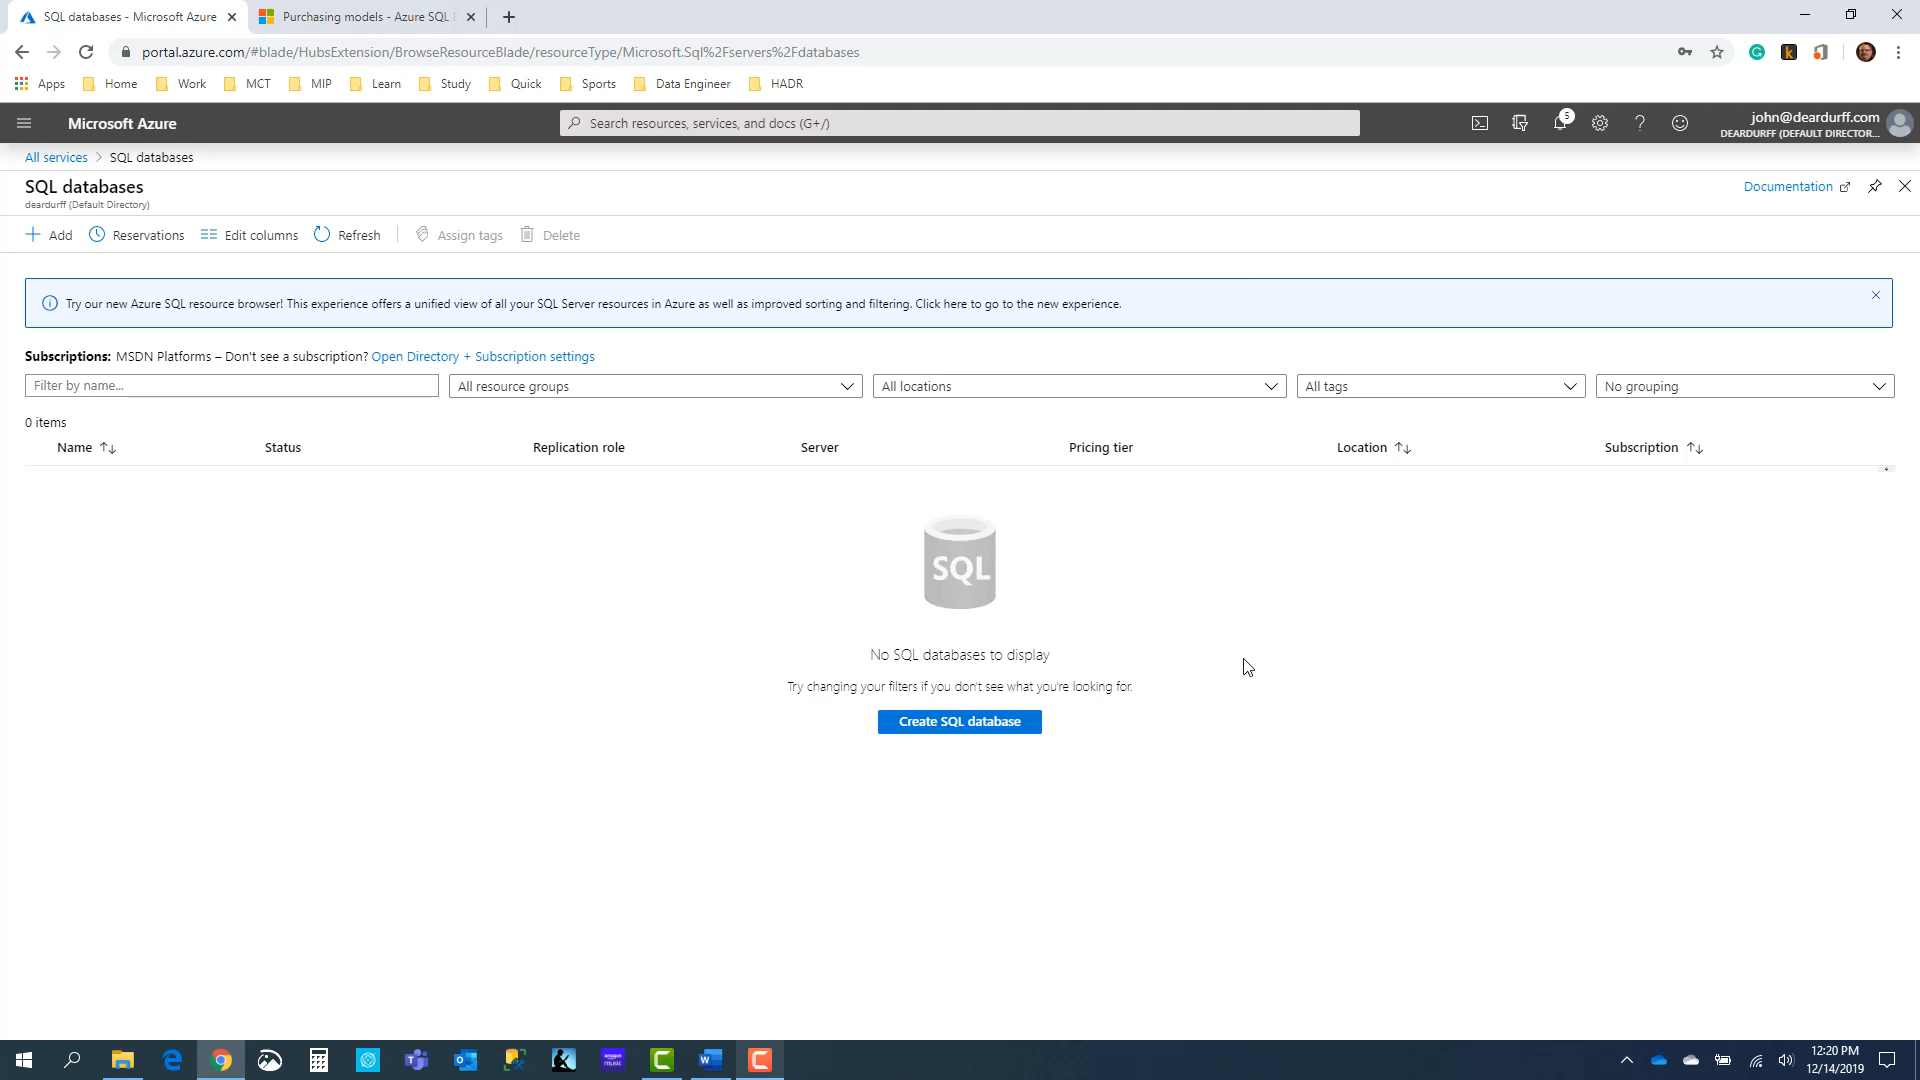 SQL databases - Microsoft Azure
Purchasing models - Azure SQL
portal.azure.com/#blade/HubsExtension/BrowseResourceBlade/resourceType/Microsoft.Sql%2Fservers%2Fdatabases
Apps Home Work MCT MIP Learn Study Quick Sports Data Engineer HADR
Microsoft Azure
Search resources, services, and docs (G+/)
5
john@deardurff.com
DEARDURFF (DEFAULT DIRECTOR...
All services > SQL databases
SQL databases
deardurff (Default Directory)
Documentation
Add Reservations Edit columns Refresh Assign tags Delete
Try our new Azure SQL resource browser! This experience offers a unified view of all your SQL Server resources in Azure as well as improved sorting and filtering. Click here to go to the new experience.
Subscriptions: MSDN Platforms – Don't see a subscription? Open Directory + Subscription settings
Filter by name... All resource groups All locations All tags No grouping
0 items
Name Status Replication role Server Pricing tier Location Subscription
SQL
No SQL databases to display
Try changing your filters if you don't see what you're looking for.
Create SQL database
12:20 PM
12/14/2019